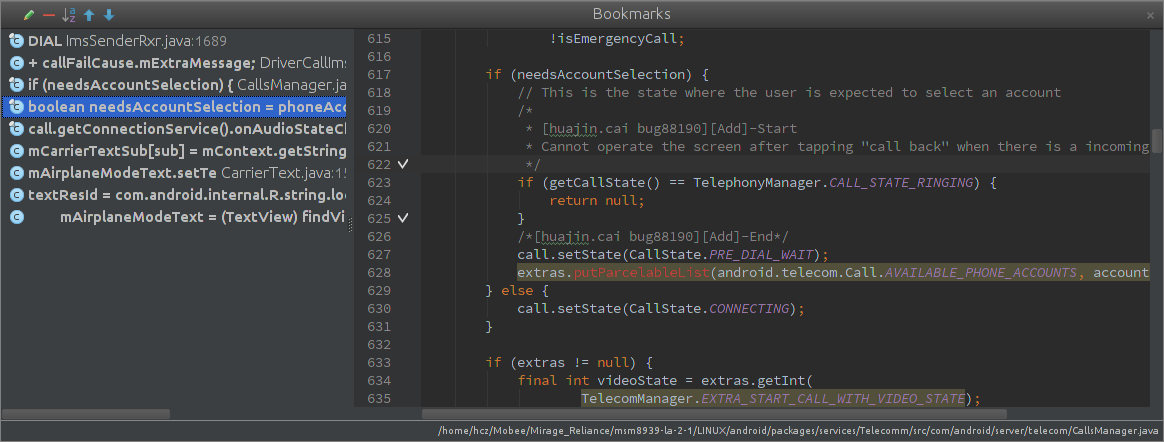 Bookmarks
DIAL ImsSenderRxr.java:1689
+ callFailCause.mExtraMessage; DriverCallIms
if (needsAccountSelection) { CallsManager.ja
boolean needsAccountSelection = phoneAcc
call.getConnectionService().onAudioStateCh
mCarrierTextSub[sub] = mContext.getString
mAirplaneModeText.setTe CarrierText.java:15
textResId = com.android.internal.R.string.loc
mAirplaneModeText = (TextView) findVi
615 !isEmergencyCall;
616
617 if (needsAccountSelection) {
618 // This is the state where the user is expected to select an account
619 /*
620 * [huajin.cai bug88190][Add]-Start
621 * Cannot operate the screen after tapping "call back" when there is a incoming
622 */
623 if (getCallState() == TelephonyManager.CALL_STATE_RINGING) {
624 return null;
625 }
626 /*[huajin.cai bug88190][Add]-End*/
627 call.setState(CallState.PRE_DIAL_WAIT);
628 extras.putParcelableList(android.telecom.Call.AVAILABLE_PHONE_ACCOUNTS, account
629 } else {
630 call.setState(CallState.CONNECTING);
631 }
632
633 if (extras != null) {
634 final int videoState = extras.getInt(
635 TelecomManager.EXTRA_START_CALL_WITH_VIDEO_STATE);
/home/hcz/Mobee/Mirage_Reliance/msm8939-la-2-1/LINUX/android/packages/services/Telecomm/src/com/android/server/telecom/CallsManager.java